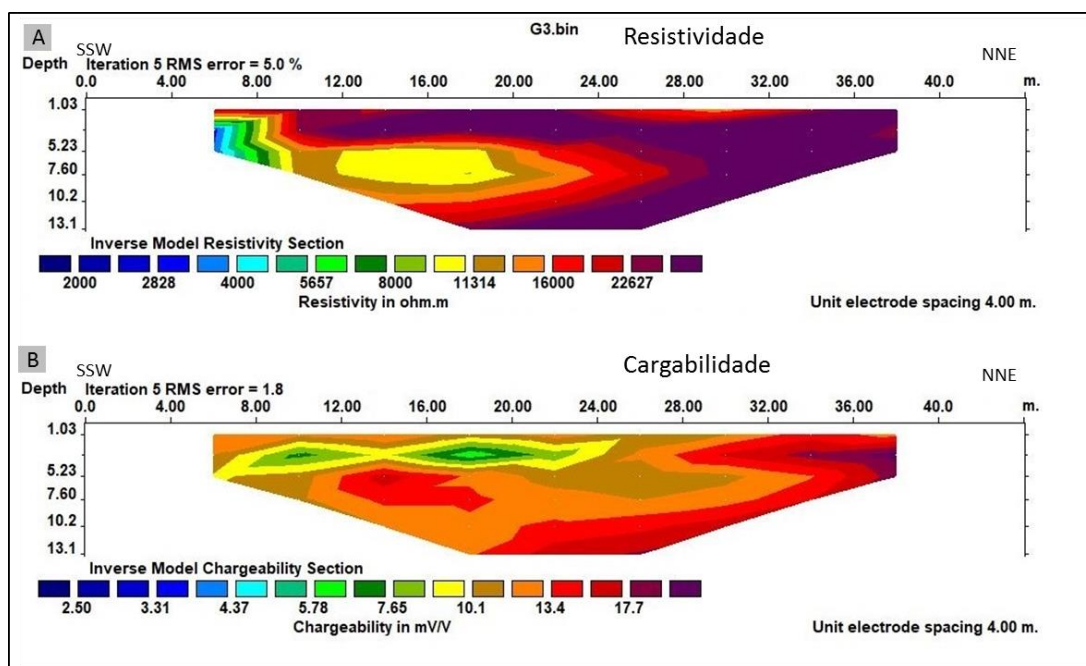 A
G3.bin
Resistividade
SSW
NNE
Depth Iteration 5 RMS error = 5.0 %
0.0 4.00 8.00 12.00 16.00 20.00 24.00 28.00 32.00 36.00 40.0 m.
1.03
5.23
7.60
10.2
13.1
Inverse Model Resistivity Section
2000 2828 4000 5657 8000 11314 16000 22627
Resistivity in ohm.m
Unit electrode spacing 4.00 m.
B
Cargabilidade
SSW
NNE
Depth Iteration 5 RMS error = 1.8
0.0 4.00 8.00 12.00 16.00 20.00 24.00 28.00 32.00 36.00 40.0 m.
1.03
5.23
7.60
10.2
13.1
Inverse Model Chargeability Section
2.50 3.31 4.37 5.78 7.65 10.1 13.4 17.7
Chargeability in mV/V
Unit electrode spacing 4.00 m.